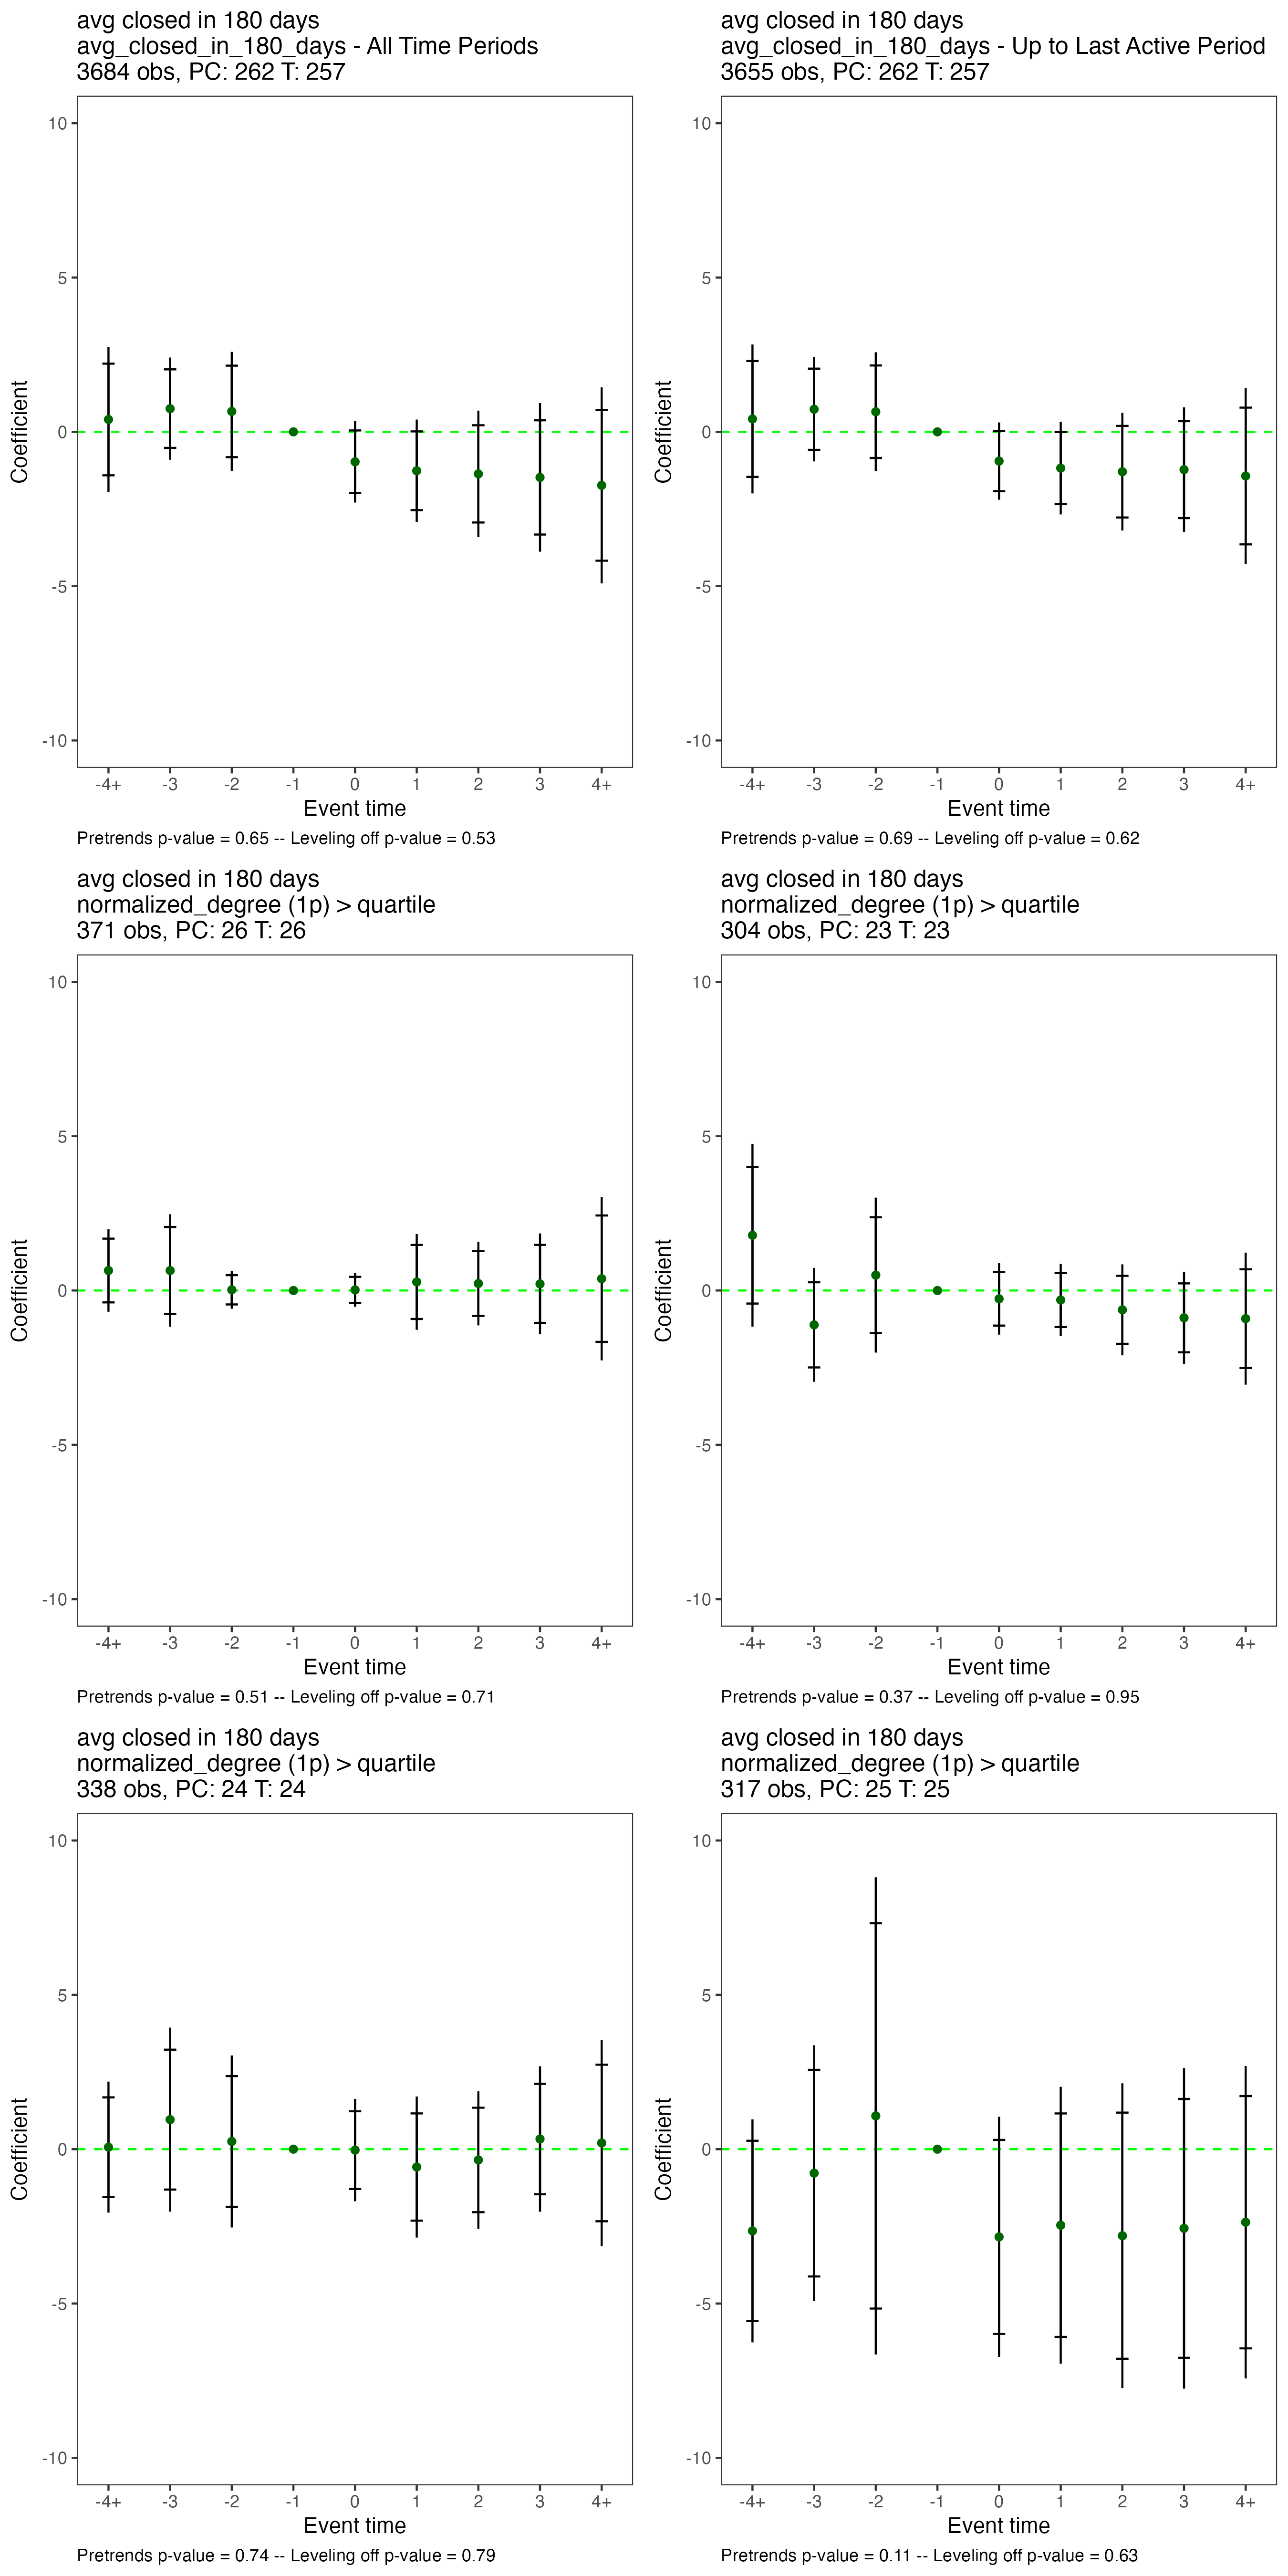 avg closed in 180 days
avg_closed_in_180_days - All Time Periods
3684 obs, PC: 262 T: 257
10
5
0
-5
-10
Coefficient
-4+ -3 -2 -1 0 1 2 3 4+
Event time
Pretrends p-value = 0.65 -- Leveling off p-value = 0.53
avg closed in 180 days
avg_closed_in_180_days - Up to Last Active Period
3655 obs, PC: 262 T: 257
10
5
0
-5
-10
Coefficient
-4+ -3 -2 -1 0 1 2 3 4+
Event time
Pretrends p-value = 0.69 -- Leveling off p-value = 0.62
avg closed in 180 days
normalized_degree (1p) > quartile
371 obs, PC: 26 T: 26
10
5
0
-5
-10
Coefficient
-4+ -3 -2 -1 0 1 2 3 4+
Event time
Pretrends p-value = 0.51 -- Leveling off p-value = 0.71
avg closed in 180 days
normalized_degree (1p) > quartile
304 obs, PC: 23 T: 23
10
5
0
-5
-10
Coefficient
-4+ -3 -2 -1 0 1 2 3 4+
Event time
Pretrends p-value = 0.37 -- Leveling off p-value = 0.95
avg closed in 180 days
normalized_degree (1p) > quartile
338 obs, PC: 24 T: 24
10
5
0
-5
-10
Coefficient
-4+ -3 -2 -1 0 1 2 3 4+
Event time
Pretrends p-value = 0.74 -- Leveling off p-value = 0.79
avg closed in 180 days
normalized_degree (1p) > quartile
317 obs, PC: 25 T: 25
10
5
0
-5
-10
Coefficient
-4+ -3 -2 -1 0 1 2 3 4+
Event time
Pretrends p-value = 0.11 -- Leveling off p-value = 0.63